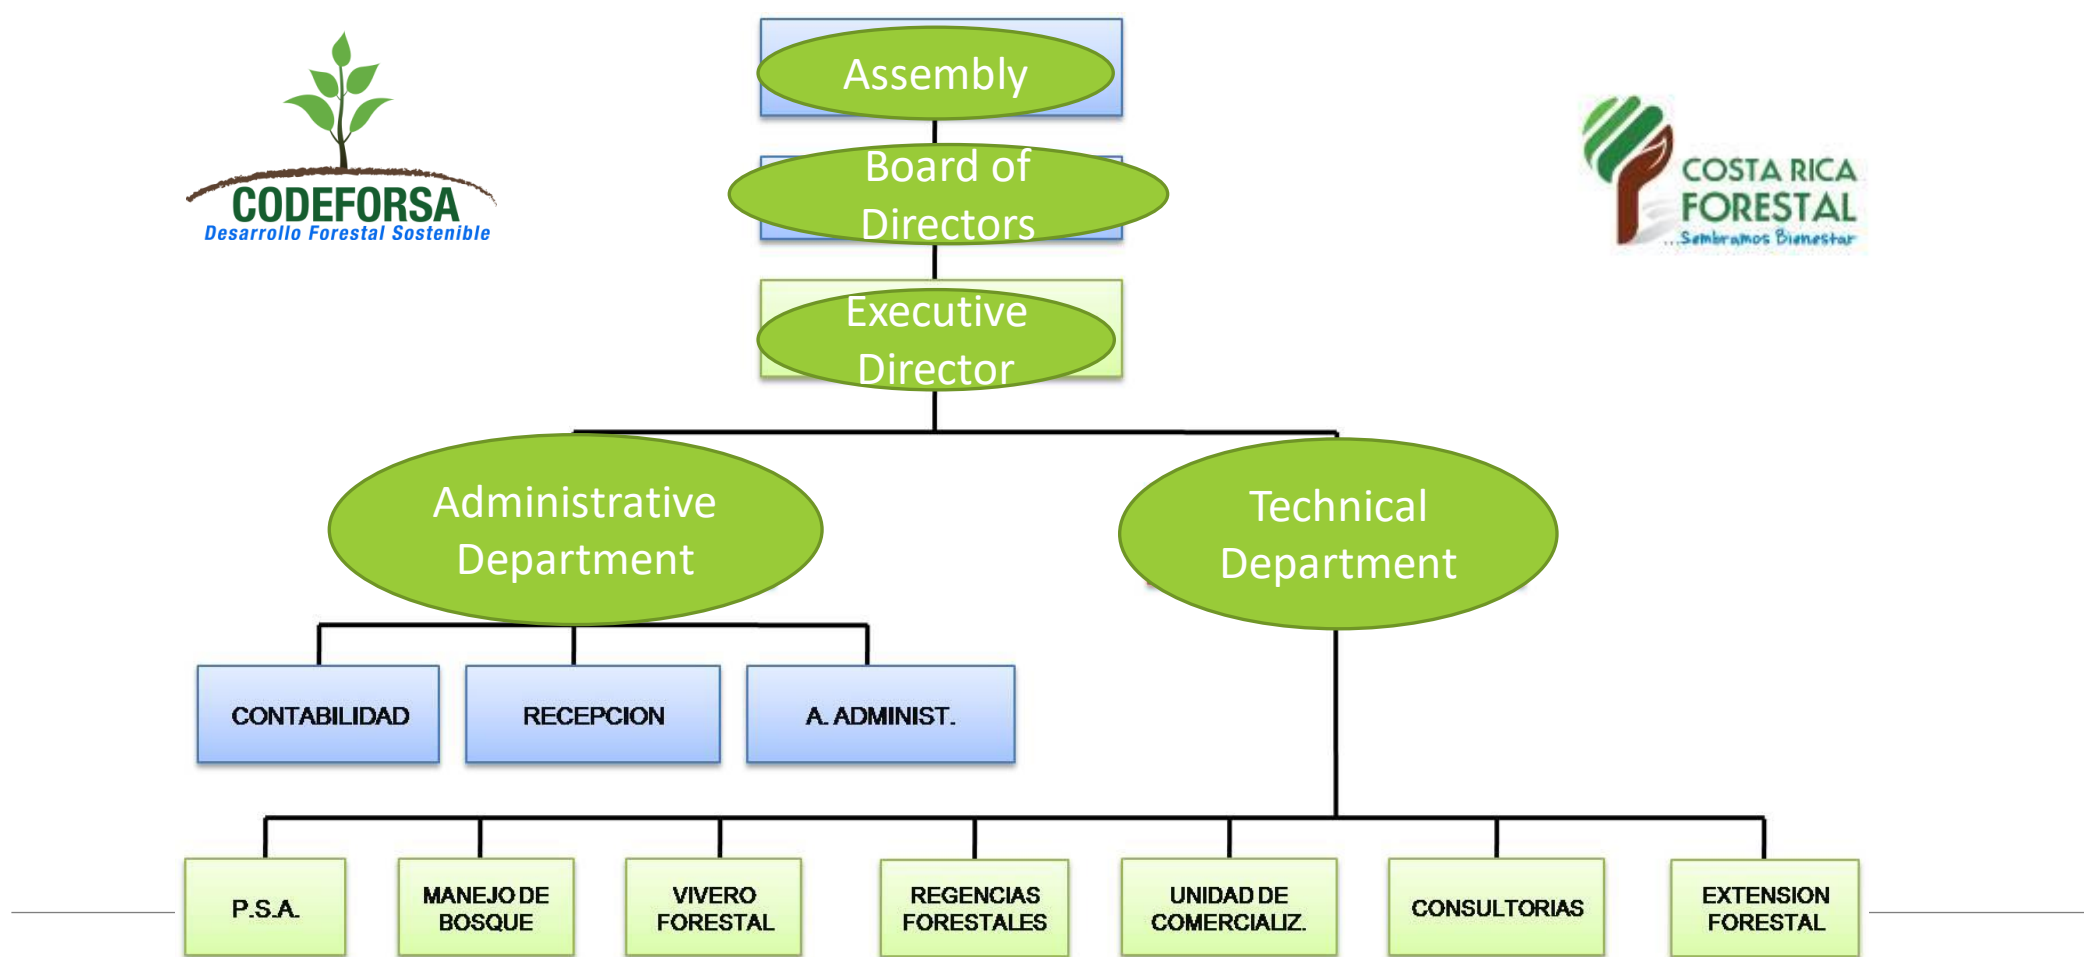 Assembly
CODEFORSA
Desarrollo Forestal Sostenible
Board of
Directors
COSTA RICA
FORESTAL
...Sembramos Bienestar
Executive
Director
Administrative
Department
Technical
Department
CONTABILIDAD
RECEPCION
A. ADMINIST.
P.S.A.
MANEJO DE
BOSQUE
VIVERO
FORESTAL
REGENCIAS
FORESTALES
UNIDAD DE
COMERCIALIZ.
CONSULTORIAS
EXTENSION
FORESTAL